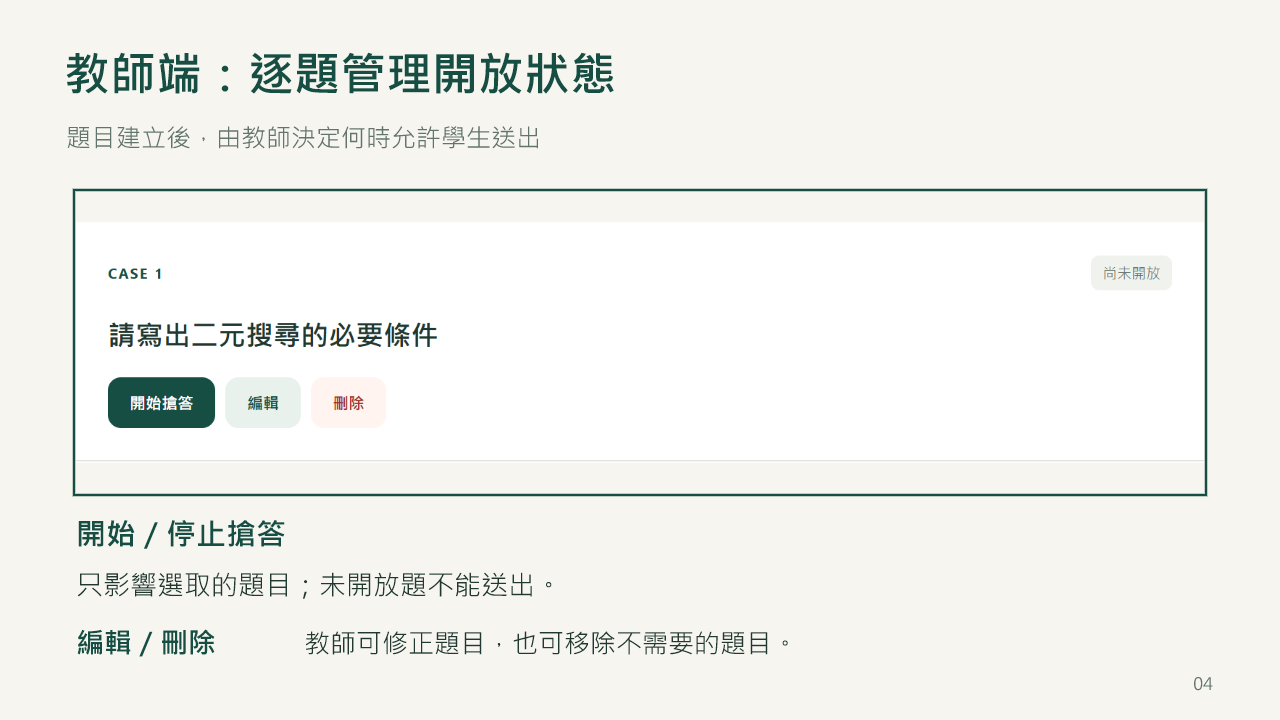 教師端：逐題管理開放狀態
題目建立後，由教師決定何時允許學生送出
CASE 1
尚未開放
請寫出二元搜尋的必要條件
開始搶答
編輯
刪除
開始 / 停止搶答
只影響選取的題目；未開放題不能送出。
編輯 / 刪除
教師可修正題目，也可移除不需要的題目。
04